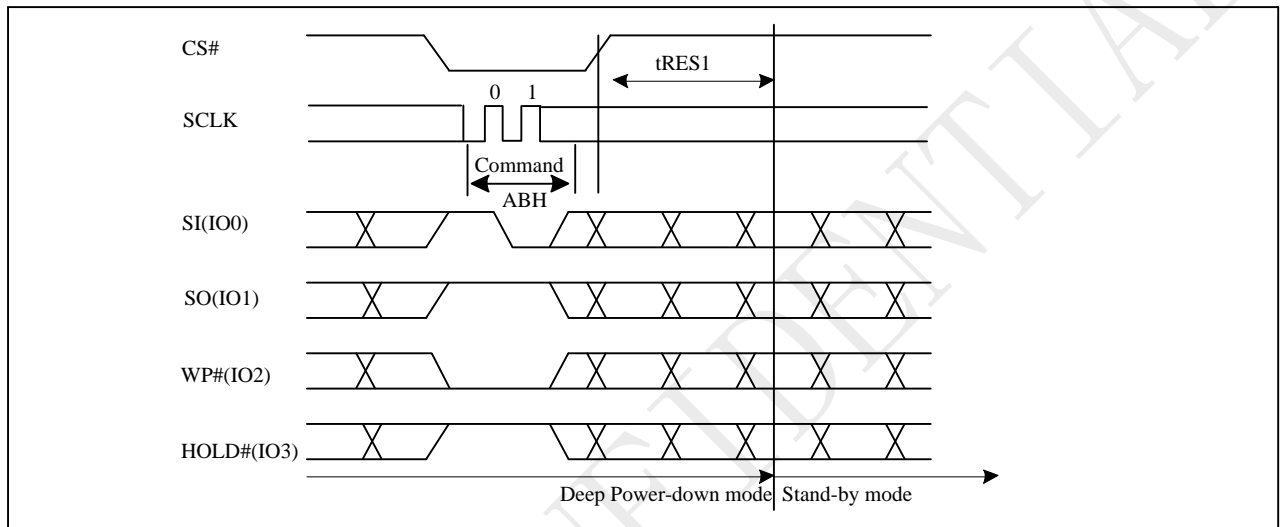 CS#
tRES1
0 1
SCLK
Command
ABH
SI(IO0)
SO(IO1)
WP#(IO2)
HOLD#(IO3)
Deep Power-down mode Stand-by mode
FIDENTIA